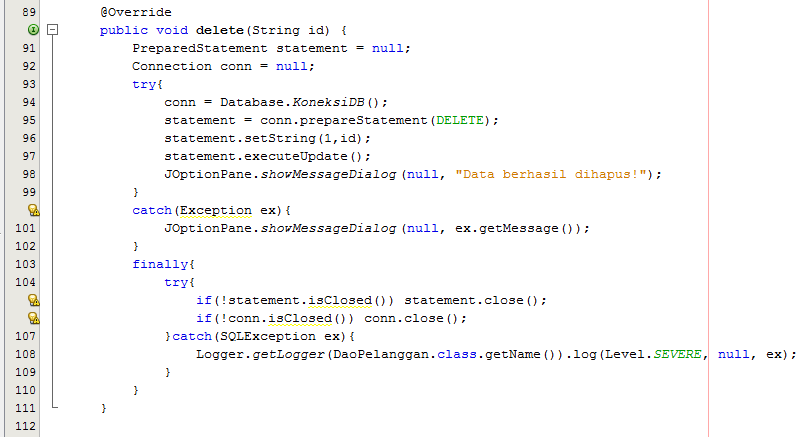 89 @Override
public void delete(String id) {
91 PreparedStatement statement = null;
92 Connection conn = null;
93 try{
94 conn = Database.KoneksiDB();
95 statement = conn.prepareStatement(DELETE);
96 statement.setString(1,id);
97 statement.executeUpdate();
98 JOptionPane.showMessageDialog(null, "Data berhasil dihapus!");
99 }
catch(Exception ex){
101 JOptionPane.showMessageDialog(null, ex.getMessage());
102 }
103 finally{
104 try{
if(!statement.isClosed()) statement.close();
if(!conn.isClosed()) conn.close();
107 }catch(SQLException ex){
108 Logger.getLogger(DaoPelanggan.class.getName()).log(Level.SEVERE, null, ex);
109 }
110 }
111 }
112